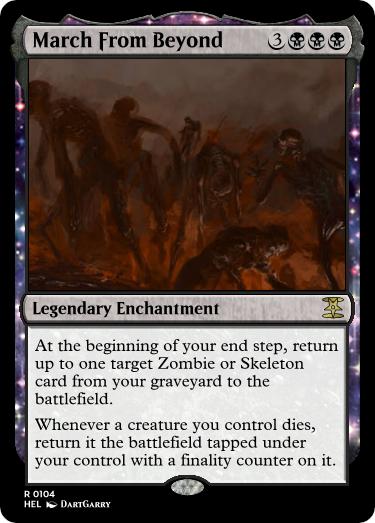 March From Beyond 3
Legendary Enchantment
At the beginning of your end step, return
up to one target Zombie or Skeleton
card from your graveyard to the
battlefield.
Whenever a creature you control dies,
return it the battlefield tapped under
your control with a finality counter on it.
R 0104
HEL DartGarry